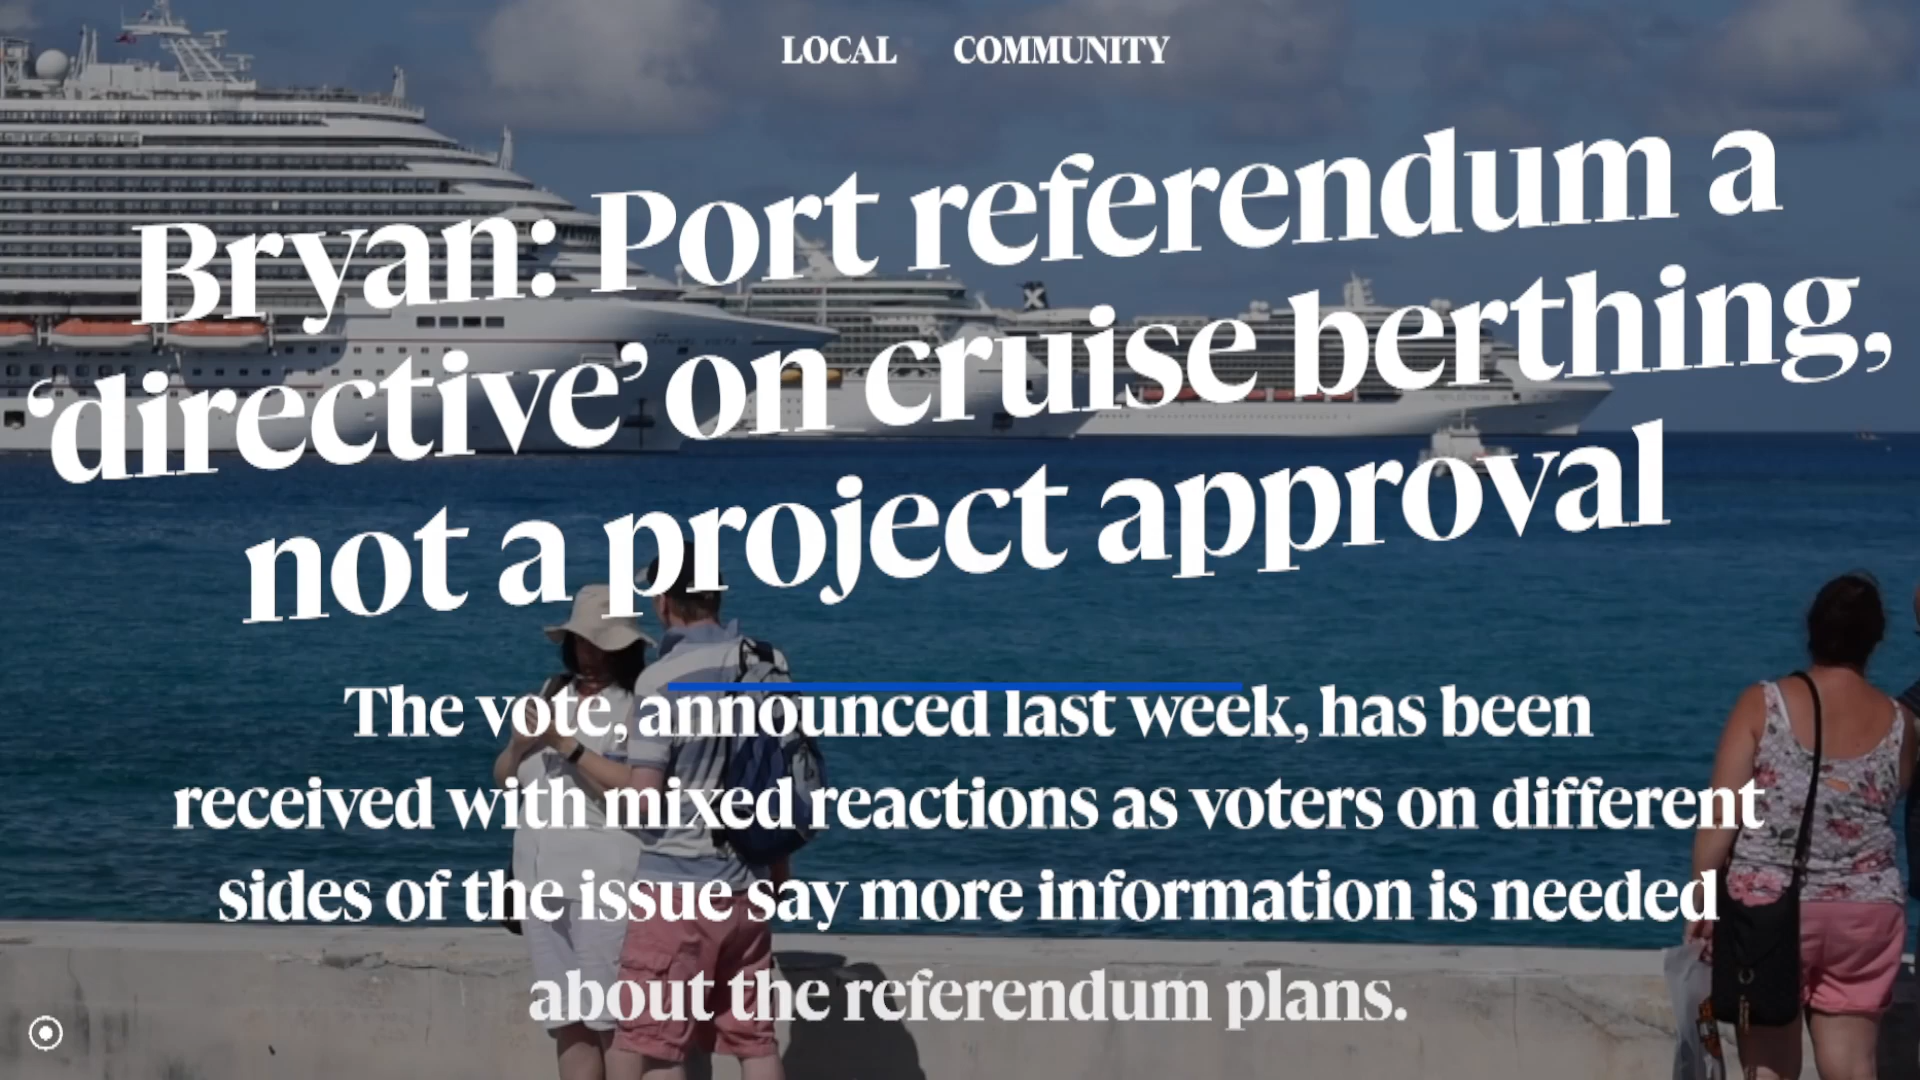 LOCAL COMMUNITY
Bryan: Port referendum a
‘directive’ on cruise berthing,
not a project approval
The vote, announced last week, has been
received with mixed reactions as voters on different
sides of the issue say more information is needed
about the referendum plans.